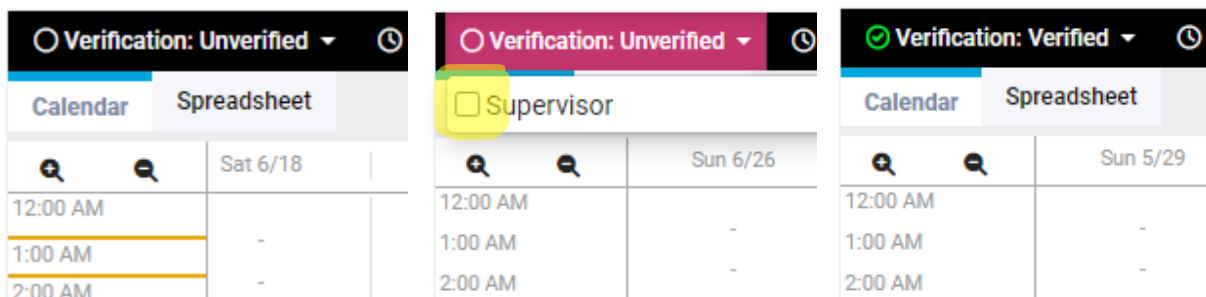 Verification: Unverified
Calendar Spreadsheet
Sat 6/18
12:00 AM
-
1:00 AM
-
2:00 AM
Verification: Unverified
Supervisor
Sun 6/26
12:00 AM
-
1:00 AM
-
2:00 AM
Verification: Verified
Calendar Spreadsheet
Sun 5/29
12:00 AM
-
1:00 AM
-
2:00 AM